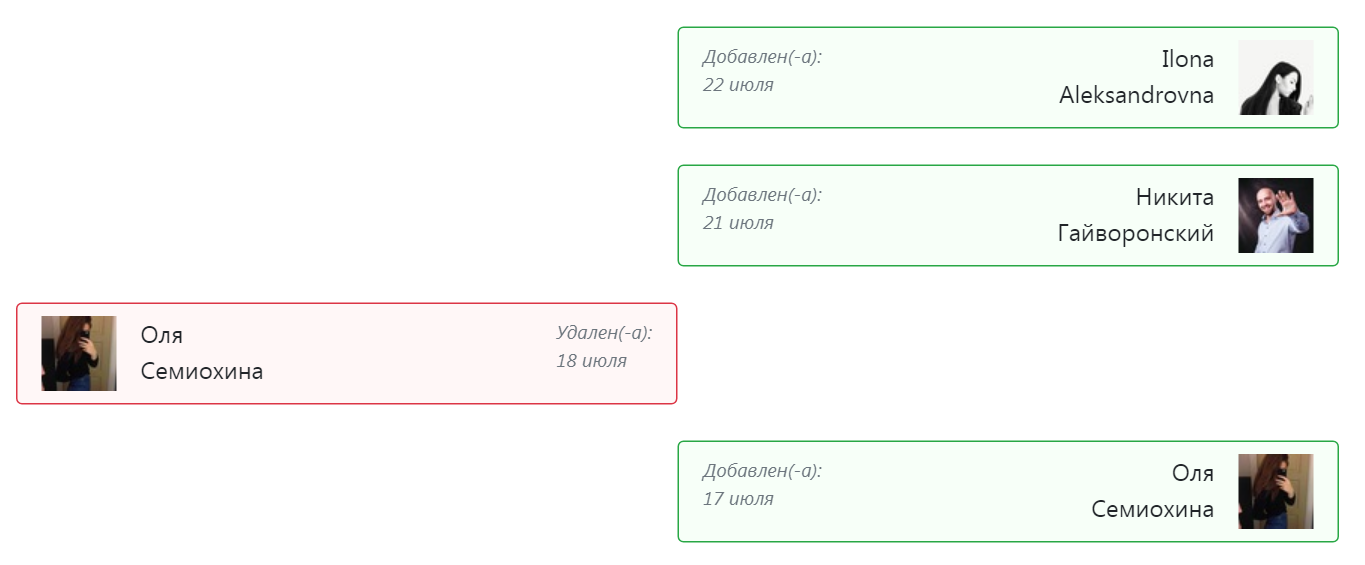 Добавлен(-а):
22 июля
Ilona
Aleksandrovna
Добавлен(-а):
21 июля
Никита
Гайворонский
Оля
Семиохина
Удален(-а):
18 июля
Добавлен(-а):
17 июля
Оля
Семиохина